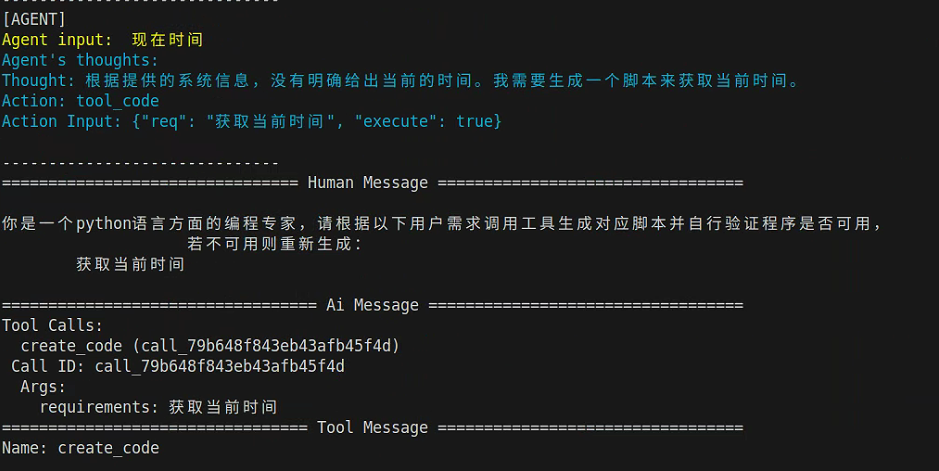 ------------------------------
[AGENT]
Agent input:  现在时间
Agent's thoughts:
Thought: 根据提供的系统信息，没有明确给出当前的时间。我需要生成一个脚本来获取当前时间。
Action: tool_code
Action Input: {"req": "获取当前时间", "execute": true}
------------------------------
================================ Human Message =================================
你是一个python语言方面的编程专家，请根据以下用户需求调用工具生成对应脚本并自行验证程序是否可用，
若不可用则重新生成：
获取当前时间
================================== Ai Message ==================================
Tool Calls:
create_code (call_79b648f843eb43afb45f4d)
Call ID: call_79b648f843eb43afb45f4d
Args:
requirements: 获取当前时间
================================= Tool Message =================================
Name: create_code